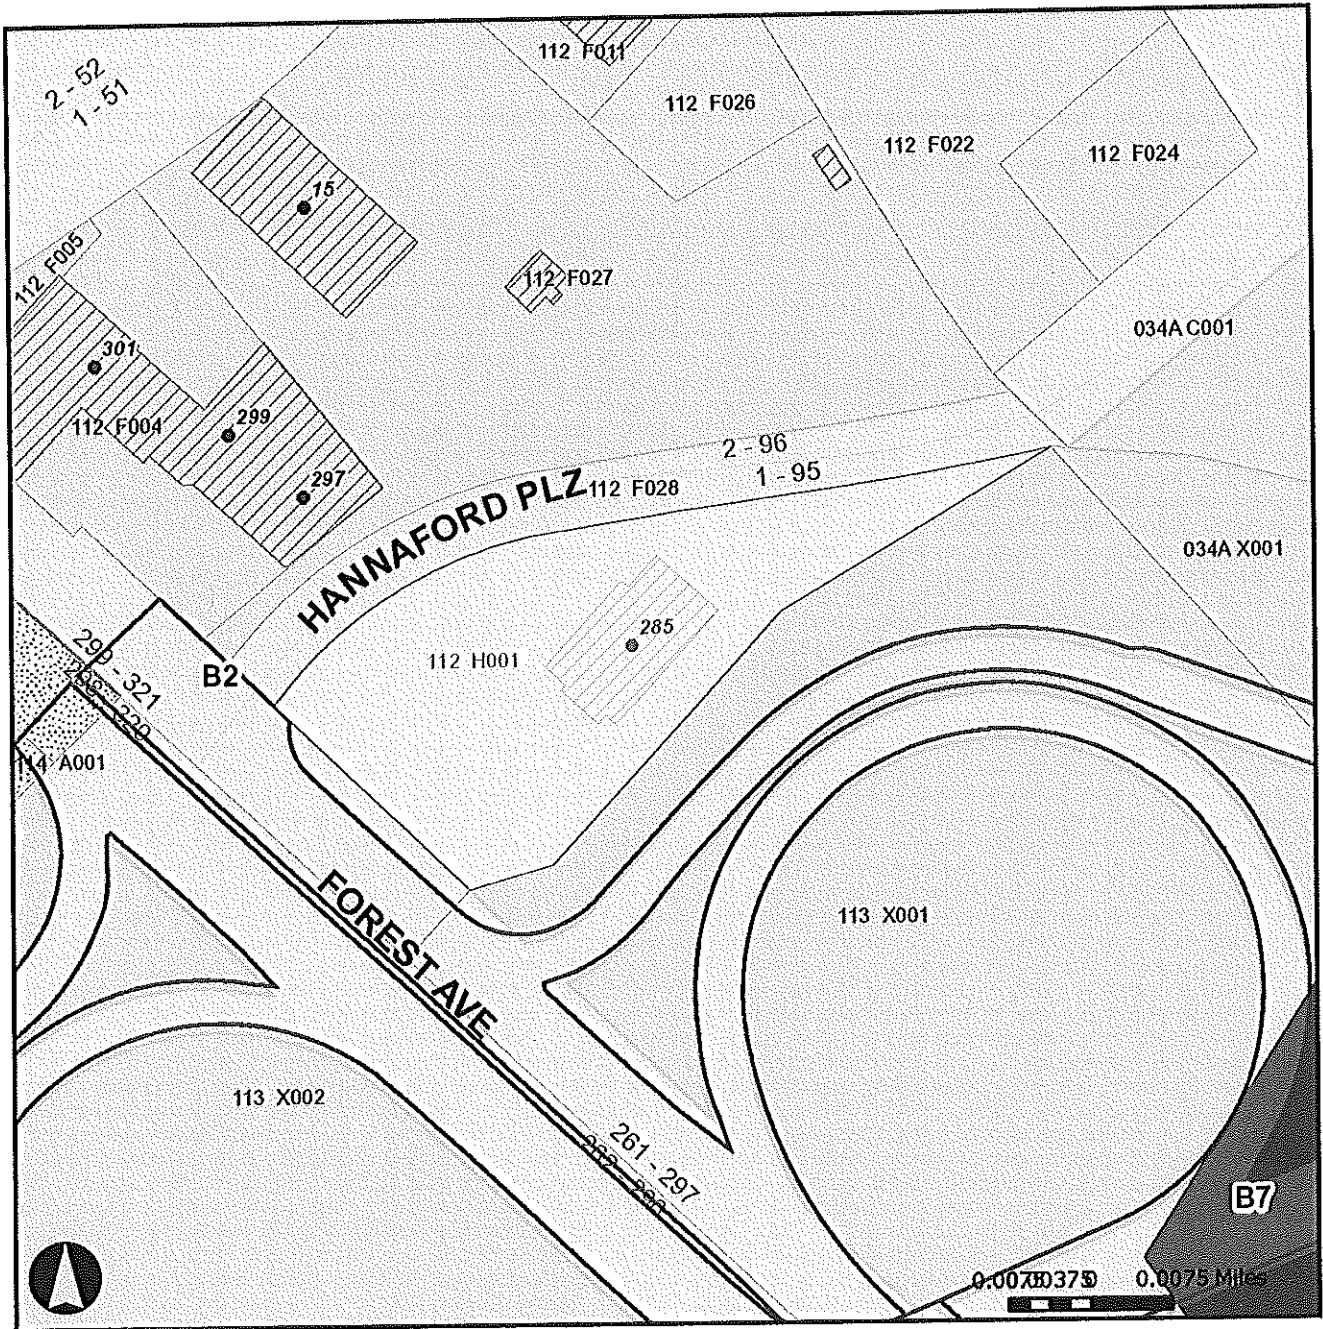 2 - 52
1 - 51
112 F011
112 F026
112 F022
112 F024
15
112 F005
112 F027
034A C001
301
299
112 F004
297
2 - 96
1 - 95
HANNAFORD PLZ
112 F028
034A X001
285
112 H001
299 - 321
B2
A001
FOREST AVE
113 X001
113 X002
261 - 297
B7
0.0075 Miles